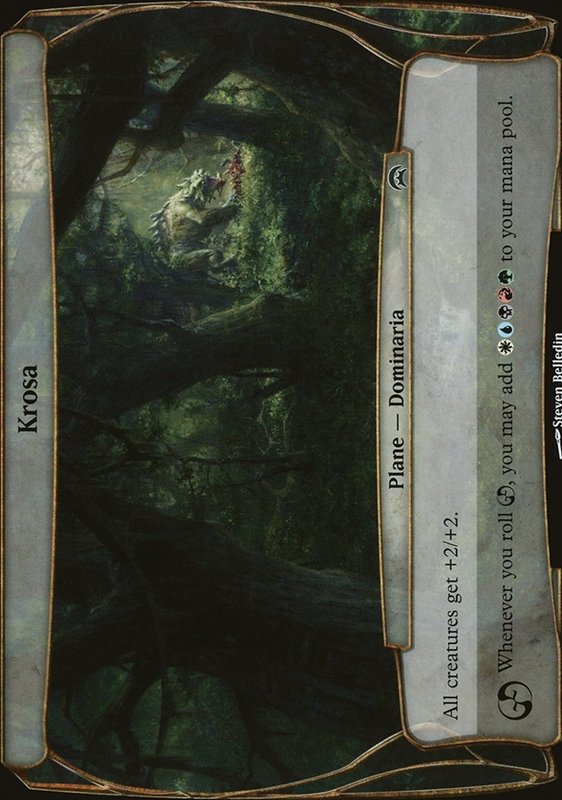 Krosa
Plane — Dominaria
All creatures get +2/+2.
Whenever you roll , you may add to your mana pool.
Steven Belledin